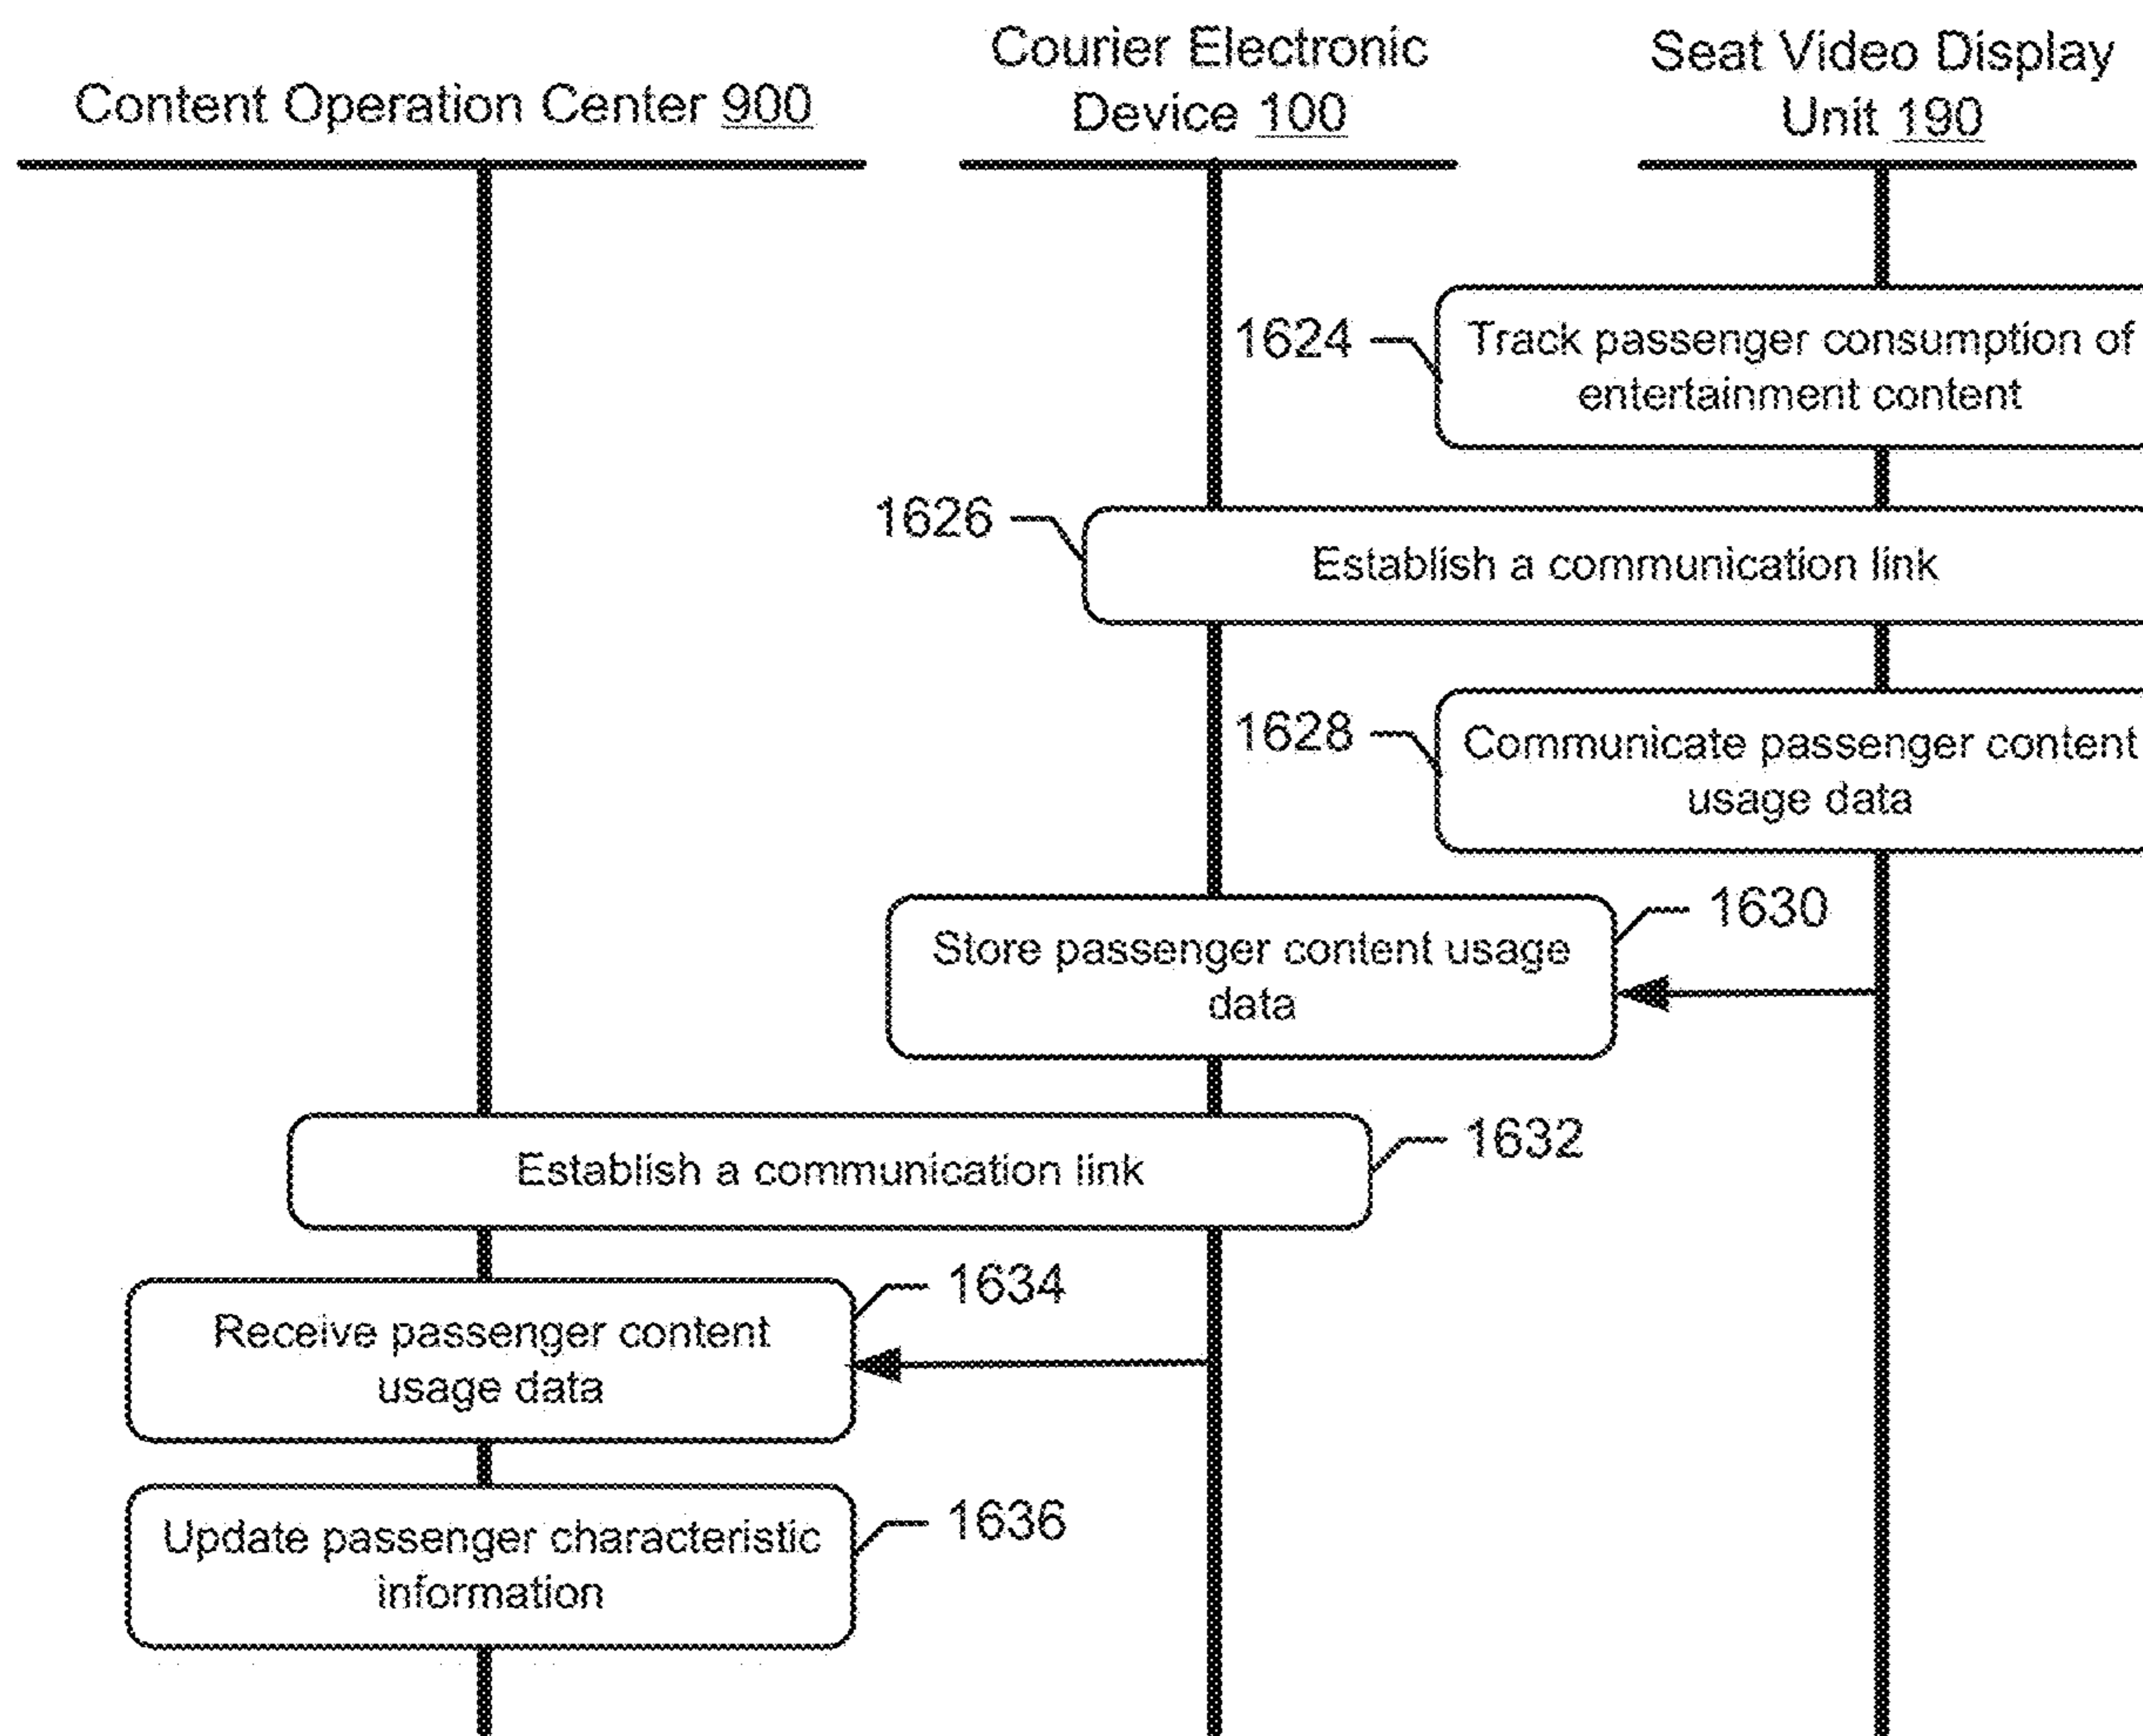 Content Operation Center 900
Courier Electronic
Device 100
Seat Video Display
Unit 190
1624
Track passenger consumption of
entertainment content
1626
Establish a communication link
1628
Communicate passenger content
usage data
1630
Store passenger content usage
data
1632
Establish a communication link
1634
Receive passenger content
usage data
1636
Update passenger characteristic
information